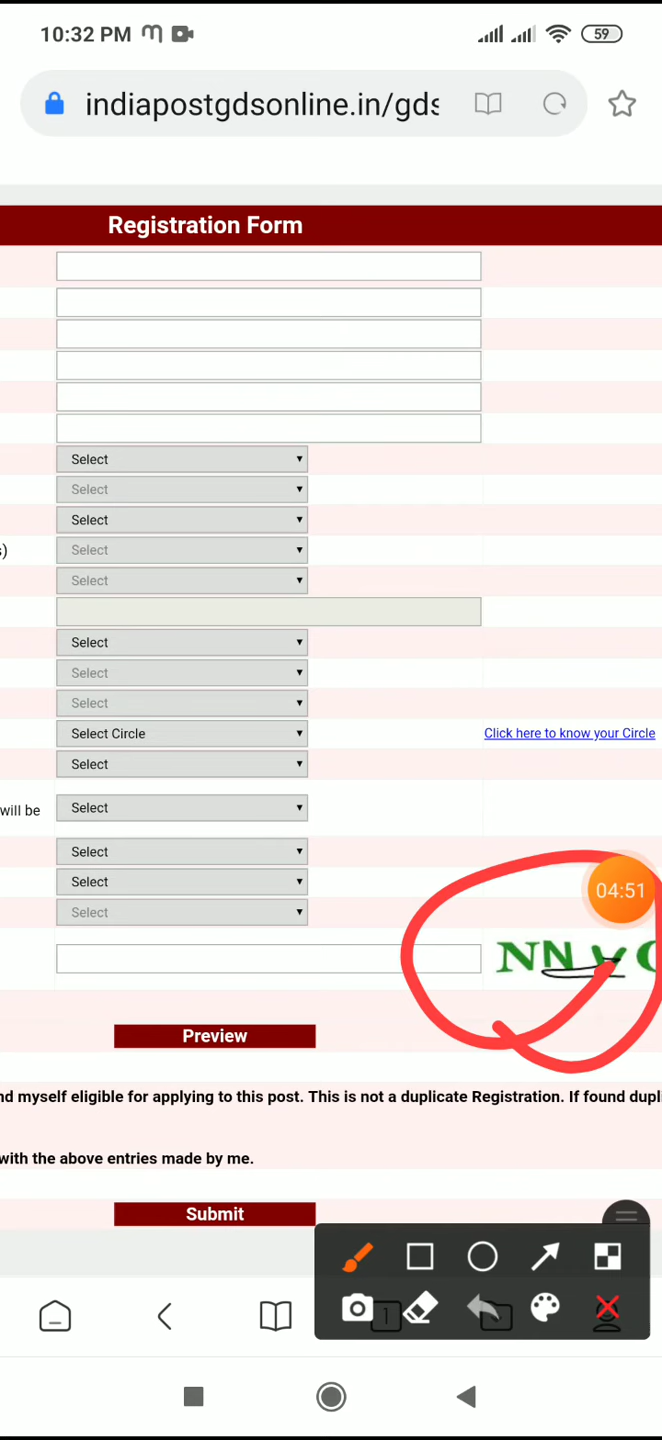 10:32 PM
59
indiapostgdsonline.in/gds
Registration Form
Select
Select
Select
s) Select
Select
Select
Select
Select
Select Circle Click here to know your Circle
Select
will be Select
Select
Select
Select
04:51
NN
Preview
nd myself eligible for applying to this post. This is not a duplicate Registration. If found dupl
with the above entries made by me.
Submit
1